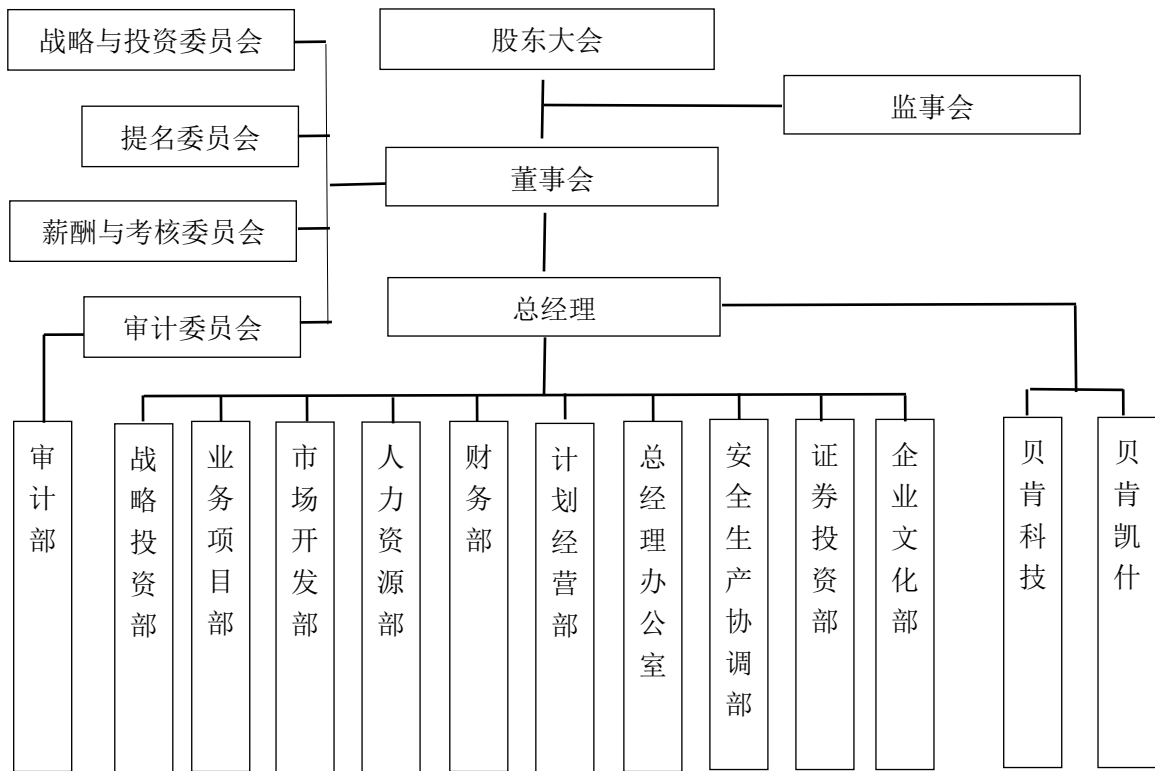 战略与投资委员会
股东大会
监事会
提名委员会
董事会
薪酬与考核委员会
总经理
审计委员会
审计部
战略投资部
业务项目部
市场开发部
人力资源部
财务部
计划经营部
总经理办公室
安全生产协调部
证券投资部
企业文化部
贝肯科技
贝肯凯什